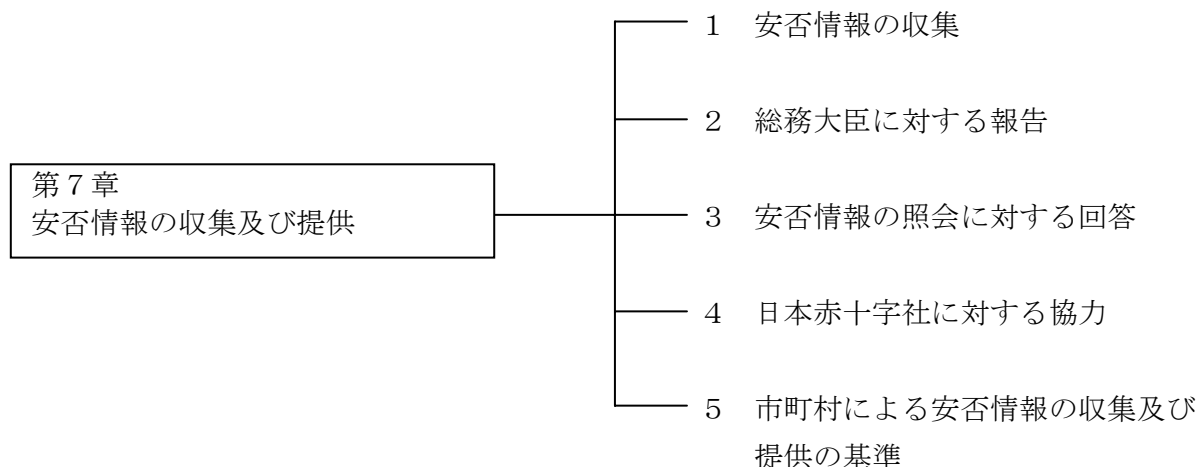 第７章
安否情報の収集及び提供
１　安否情報の収集
２　総務大臣に対する報告
３　安否情報の照会に対する回答
４　日本赤十字社に対する協力
５　市町村による安否情報の収集及び
提供の基準